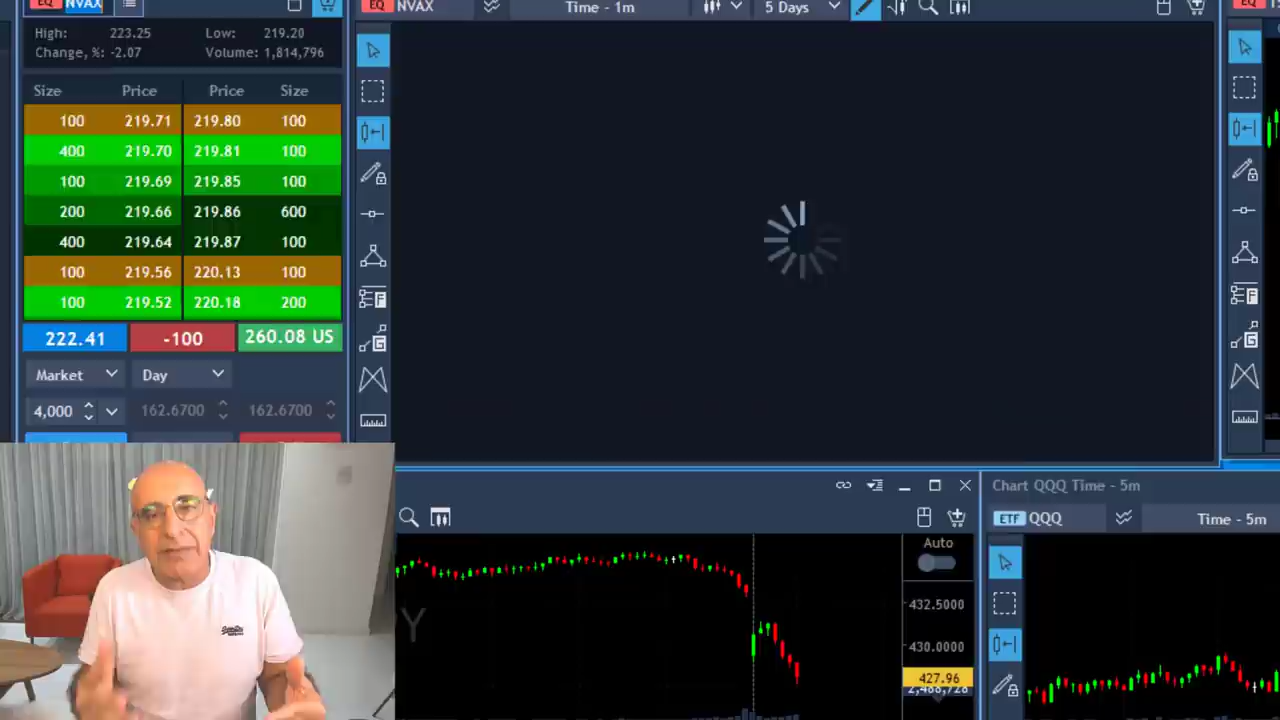 EQ NVAX
High: 223.25 Low: 219.20
Change, %: -2.07 Volume: 1,814,796
Size Price Price Size
100 219.71 219.80 100
400 219.70 219.81 100
100 219.69 219.85 100
200 219.66 219.86 600
400 219.64 219.87 100
100 219.56 220.13 100
100 219.52 220.18 200
222.41 -100 260.08 US
Market Day
4,000 162.6700 162.6700
EQ NVAX Time - 1m 5 Days
F
G
EQ
F
G
Auto
432.5000
430.0000
427.96
Y
Chart QQQ Time - 5m
ETF QQQ Time - 5m